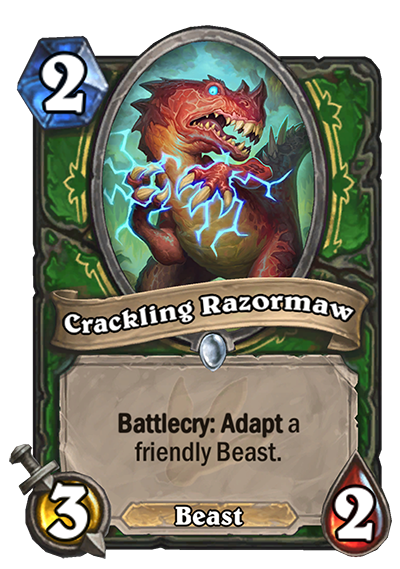 2
Crackling Razormaw
Battlecry: Adapt a
friendly Beast.
3
Beast
2